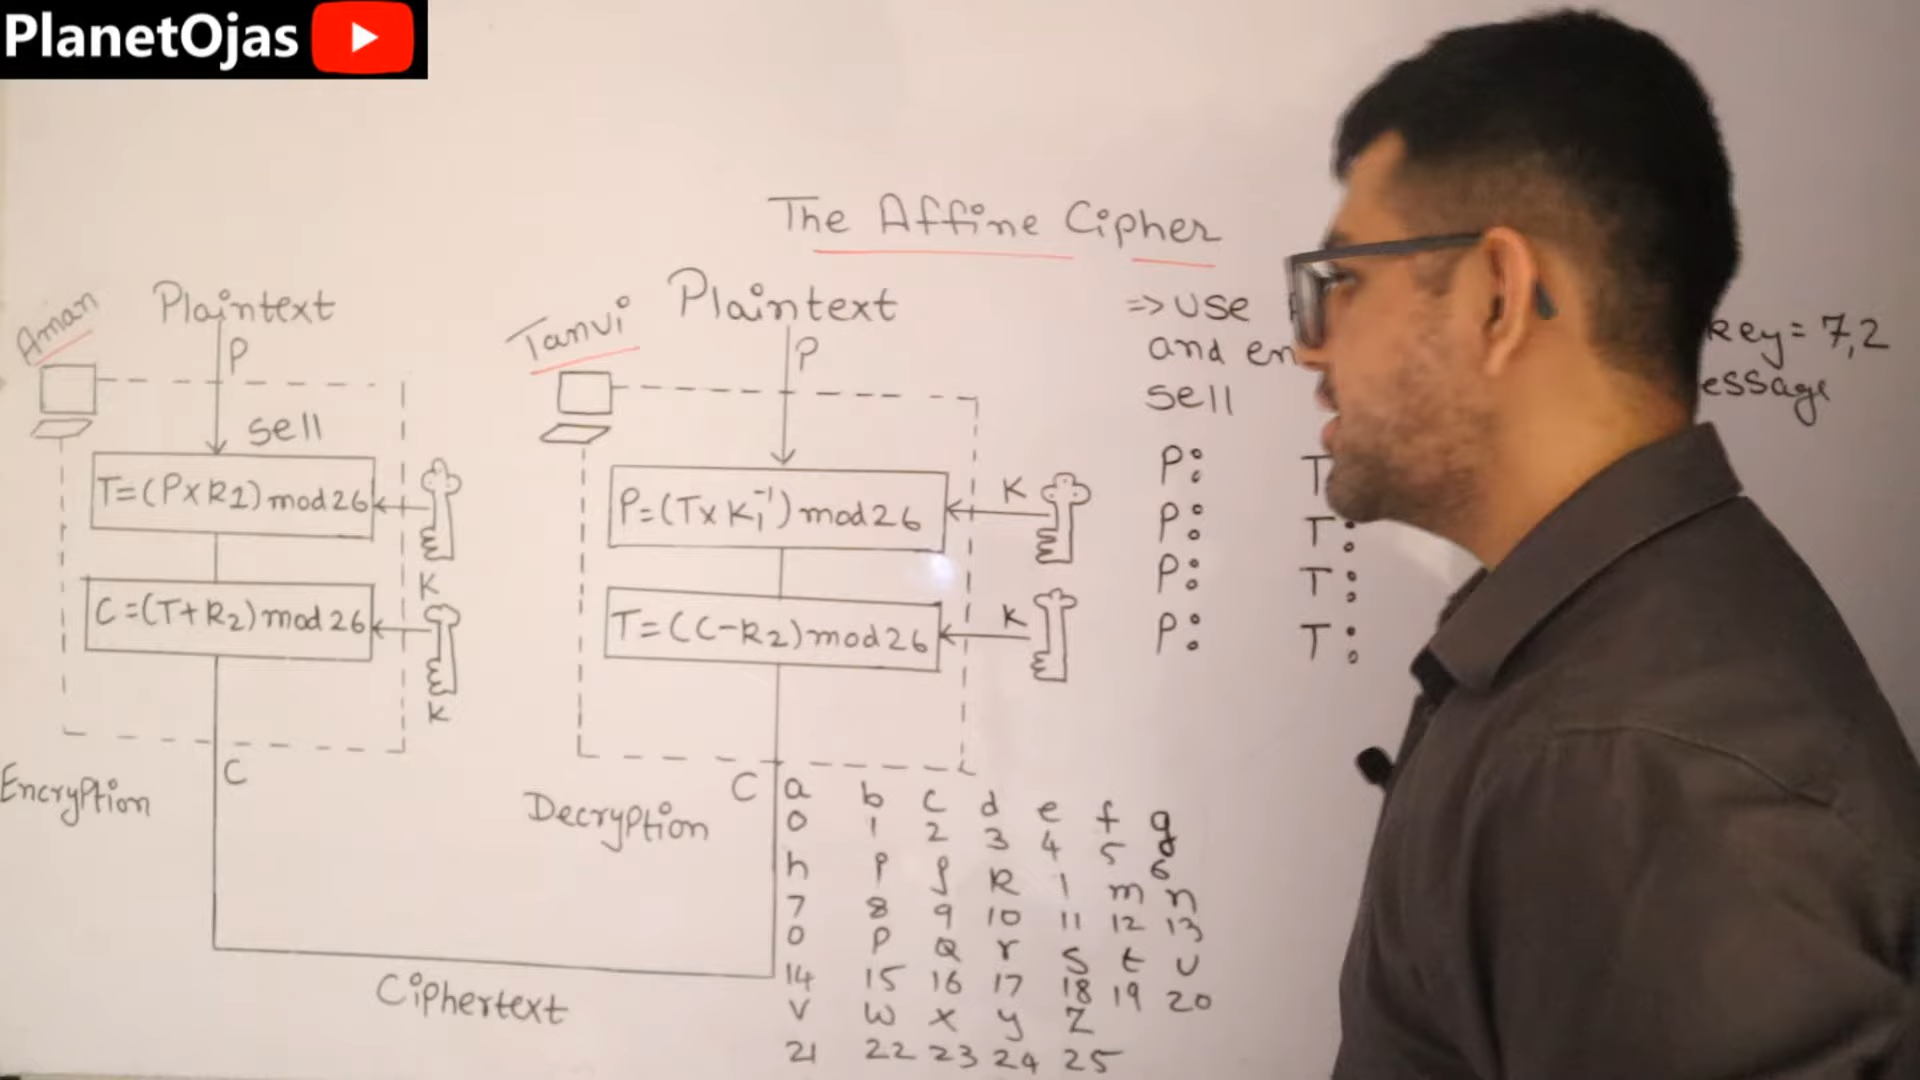 PlanetOjas
The Affine Cipher
Aman
Plaintext
P
sell
T=(P×K1) mod 26
K
C=(T+K2) mod 26
K
C
Encryption
Ciphertext
Tanvi
Plaintext
P
P=(T×K1⁻¹) mod 26
K
T=(C-K2) mod 26
K
C
Decryption
a b c d e f g
0 1 2 3 4 5 6
h i j K l m n
7 8 9 10 11 12 13
o P Q r S t U
14 15 16 17 18 19 20
V W X y Z
21 22 23 24 25
=> USE key = 7,2
and en essage
sell
P: T
P: T:
P: T:
P: T: